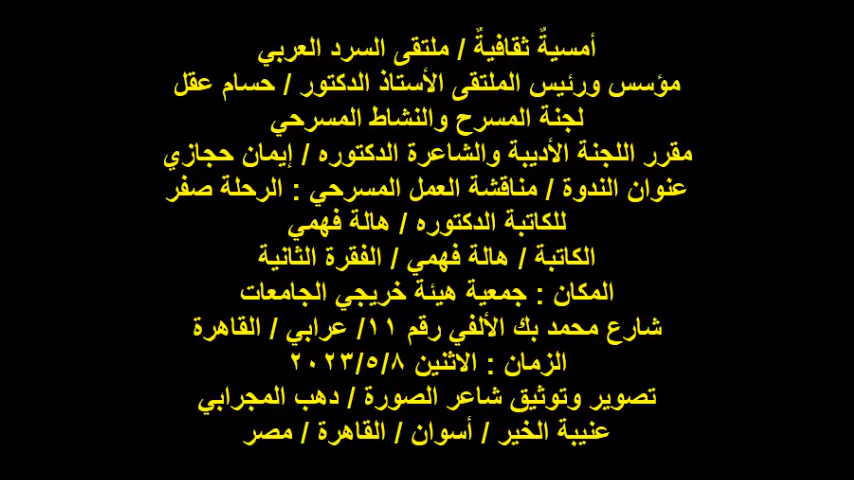 أمسيةٌ ثقافيةٌ / ملتقى السرد العربي
مؤسس ورئيس الملتقى الأستاذ الدكتور / حسام عقل
لجنة المسرح والنشاط المسرحي
مقرر اللجنة الأديبة والشاعرة الدكتوره / إيمان حجازي
عنوان الندوة / مناقشة العمل المسرحي : الرحلة صفر
للكاتبة الدكتوره / هالة فهمي
الكاتبة / هالة فهمي / الفقرة الثانية
المكان : جمعية هيئة خريجي الجامعات
شارع محمد بك الألفي رقم ١١/ عرابي / القاهرة
الزمان : الاثنين ٢٠٢٣/٥/٨
تصوير وتوثيق شاعر الصورة / دهب المجرابي
عنيبة الخير / أسوان / القاهرة / مصر